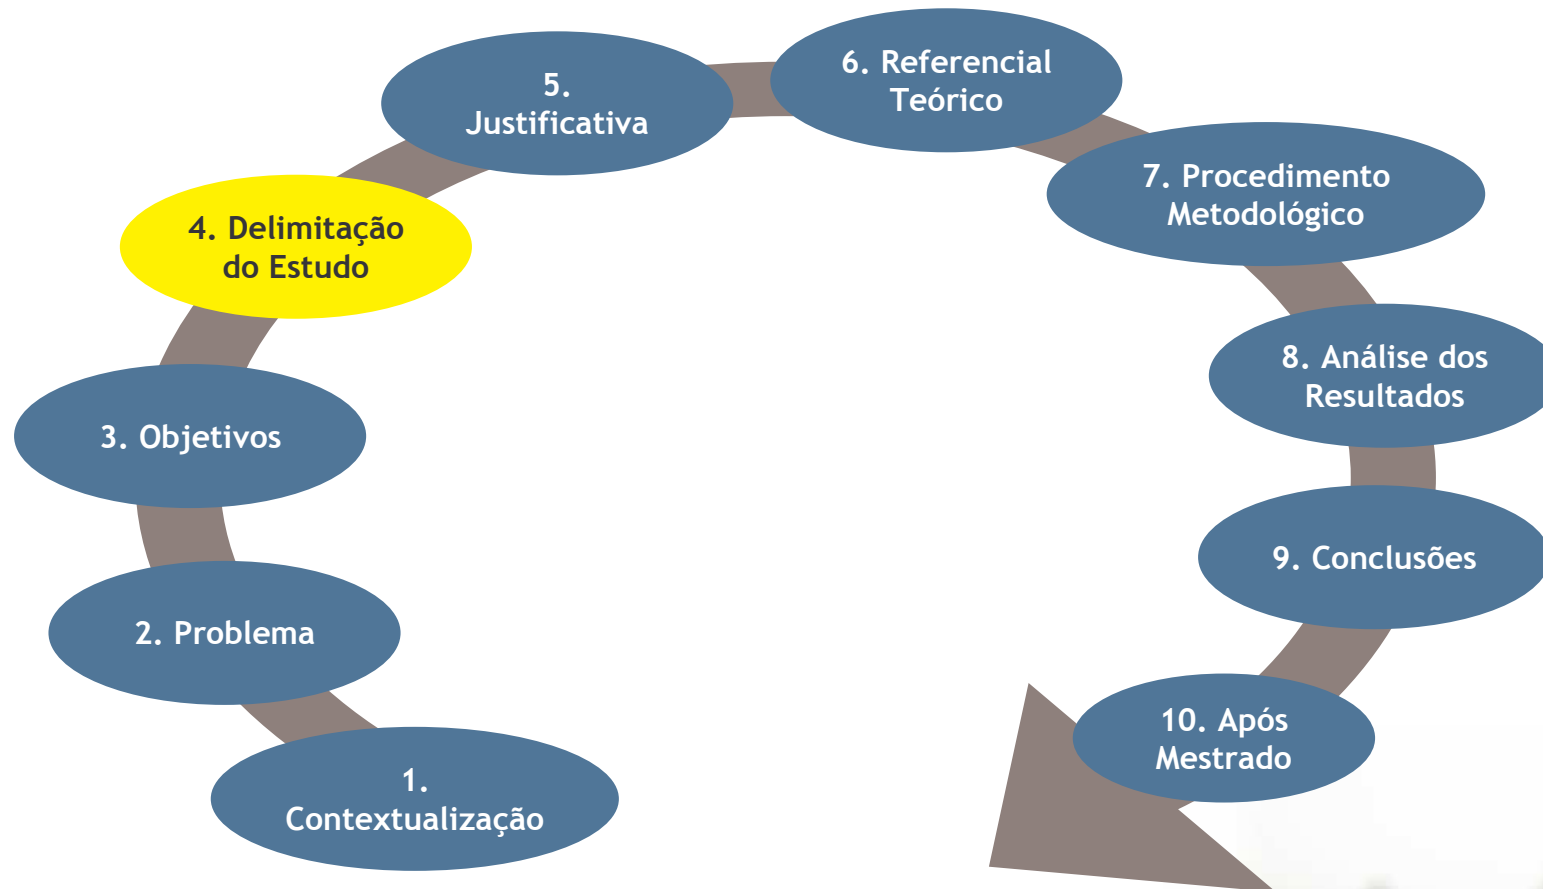 1.
Contextualização
2. Problema
3. Objetivos
4. Delimitação
do Estudo
5.
Justificativa
6. Referencial
Teórico
7. Procedimento
Metodológico
8. Análise dos
Resultados
9. Conclusões
10. Após
Mestrado